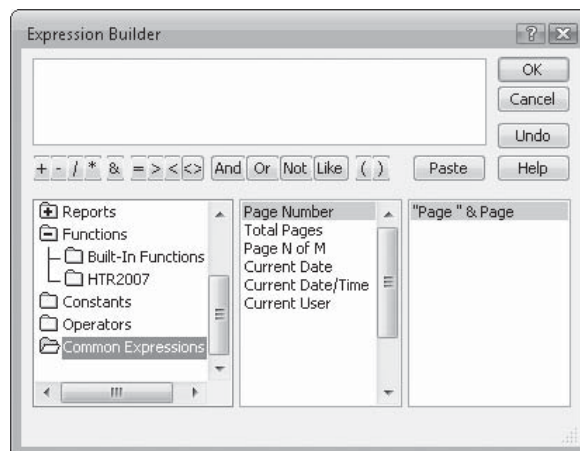 Expression Builder
OK
Cancel
Undo
+ - / * & = > < <> And Or Not Like ( ) Paste Help
Reports
Functions
Built-In Functions
HTR2007
Constants
Operators
Common Expressions
Page Number
Total Pages
Page N of M
Current Date
Current Date/Time
Current User
"Page " & Page